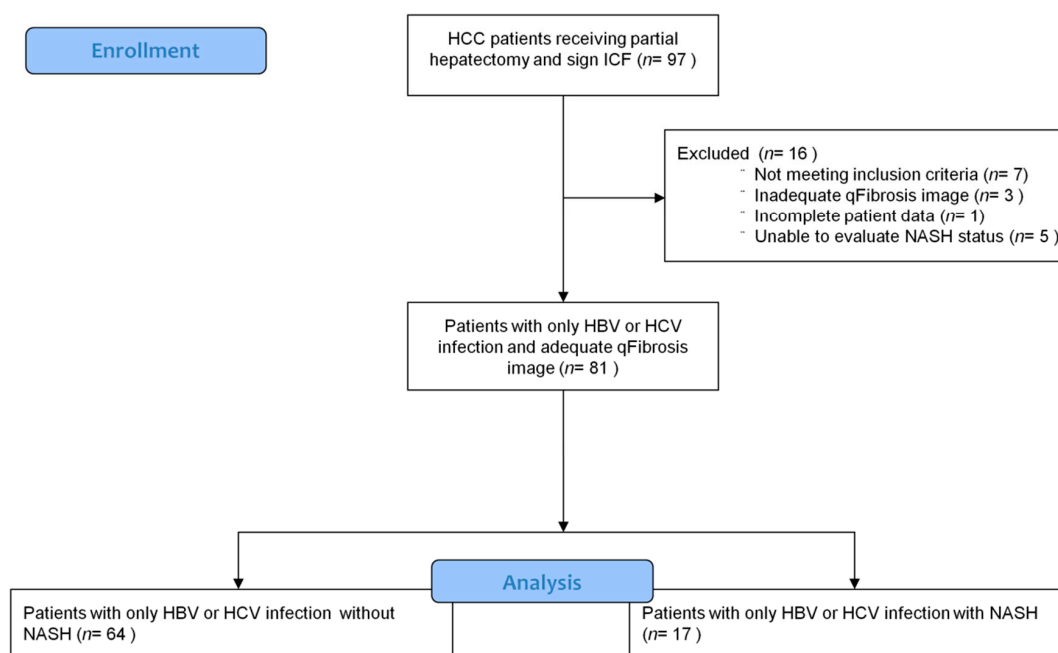 Enrollment
HCC patients receiving partial
hepatectomy and sign ICF (n= 97 )
Excluded (n= 16 )
¨ Not meeting inclusion criteria (n= 7)
¨ Inadequate qFibrosis image (n= 3 )
¨ Incomplete patient data (n= 1)
¨ Unable to evaluate NASH status (n= 5 )
Patients with only HBV or HCV
infection and adequate qFibrosis
image (n= 81 )
Analysis
Patients with only HBV or HCV infection without
NASH (n= 64 )
Patients with only HBV or HCV infection with NASH
(n= 17 )